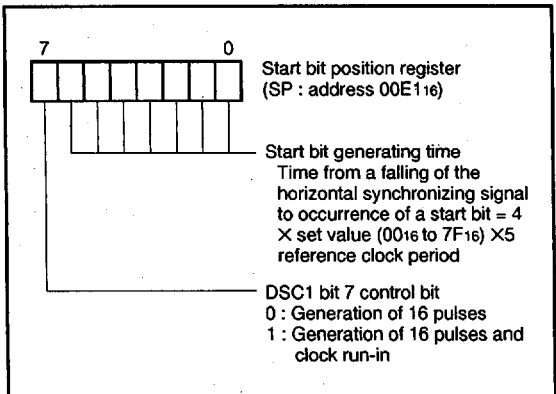 7 0
Start bit position register
(SP : address 00E1₁₆)
Start bit generating time
Time from a falling of the
horizontal synchronizing signal
to occurrence of a start bit = 4
× set value (00₁₆ to 7F₁₆) ×5
reference clock period
DSC1 bit 7 control bit
0 : Generation of 16 pulses
1 : Generation of 16 pulses and
clock run-in